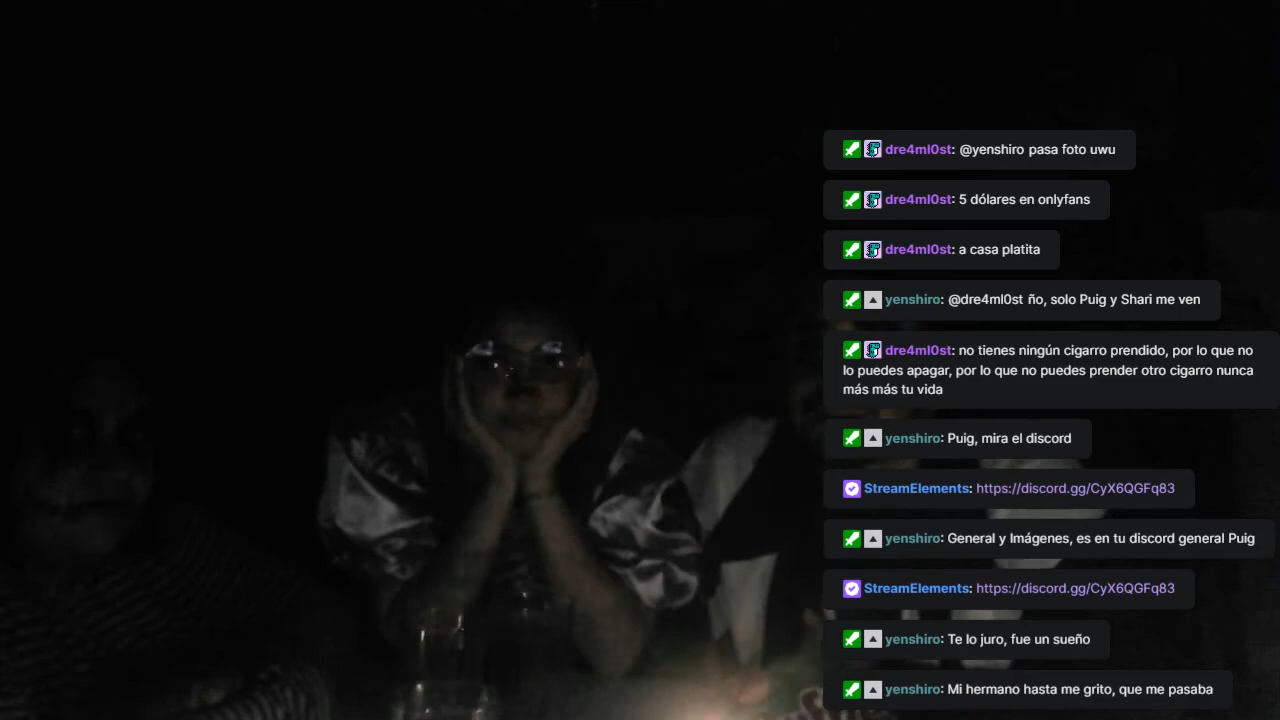 dre4ml0st: @yenshiro pasa foto uwu
dre4ml0st: 5 dólares en onlyfans
dre4ml0st: a casa platita
yenshiro: @dre4ml0st ño, solo Puig y Shari me ven
dre4ml0st: no tienes ningún cigarro prendido, por lo que no
lo puedes apagar, por lo que no puedes prender otro cigarro nunca
más más tu vida
yenshiro: Puig, mira el discord
StreamElements: https://discord.gg/CyX6QGFq83
yenshiro: General y Imágenes, es en tu discord general Puig
StreamElements: https://discord.gg/CyX6QGFq83
yenshiro: Te lo juro, fue un sueño
yenshiro: Mi hermano hasta me grito, que me pasaba